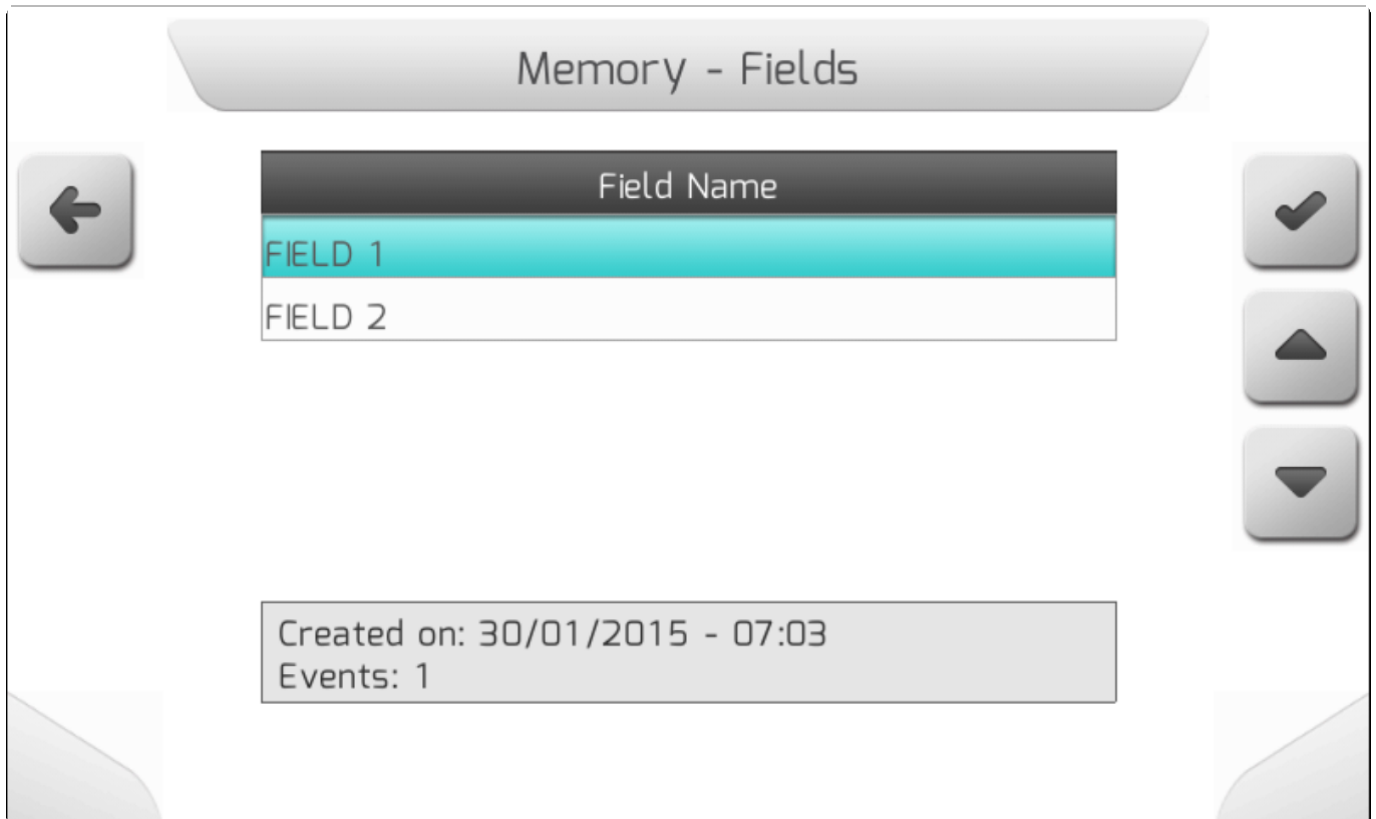 Memory - Fields
Field Name
FIELD 1
FIELD 2
Created on: 30/01/2015 - 07:03
Events: 1